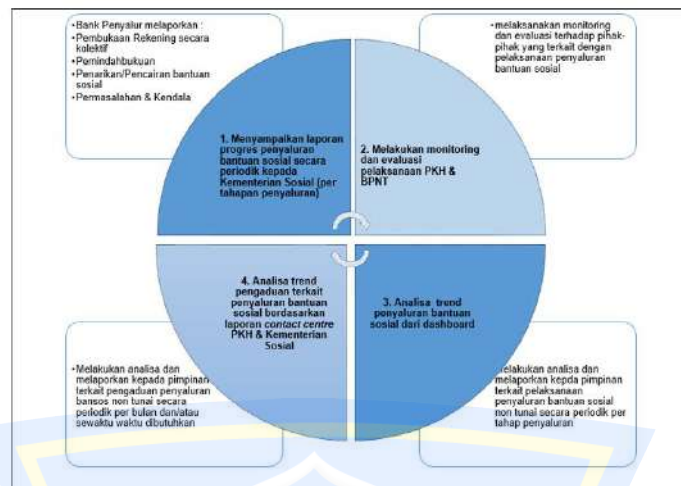 •Bank Penyalur melaporkan :
•Pembukaan Rekening secara
kolektif
•Pemindahbukuan
•Penarikan/Pencairan bantuan
sosial
•Permasalahan & Kendala
•melaksanakan monitoring
dan evaluasi terhadap pihak-
pihak yang terkait dengan
pelaksanaan penyaluran
bantuan sosial
1. Menyampaikan laporan
progres penyaluran
bantuan sosial secara
periodik kepada
Kementerian Sosial (per
tahapan penyaluran)
2. Melakukan monitoring
dan evaluasi
pelaksanaan PKH &
BPNT
4. Analisa trend
pengaduan terkait
penyaluran bantuan
sosial berdasarkan
laporan contact centre
PKH & Kementerian
Sosial
3. Analisa trend
penyaluran bantuan
sosial dari dashboard
•Melakukan analisa dan
melaporkan kepada pimpinan
terkait pengaduan penyaluran
bansos non tunai secara
periodik per bulan dan/atau
sewaktu waktu dibutuhkan
elakukan analisa dan
melaporkan kepda pimpinan
terkait pelaksanaan
penyaluran bantuan sosial
non tunai secara periodik per
tahap penyaluran